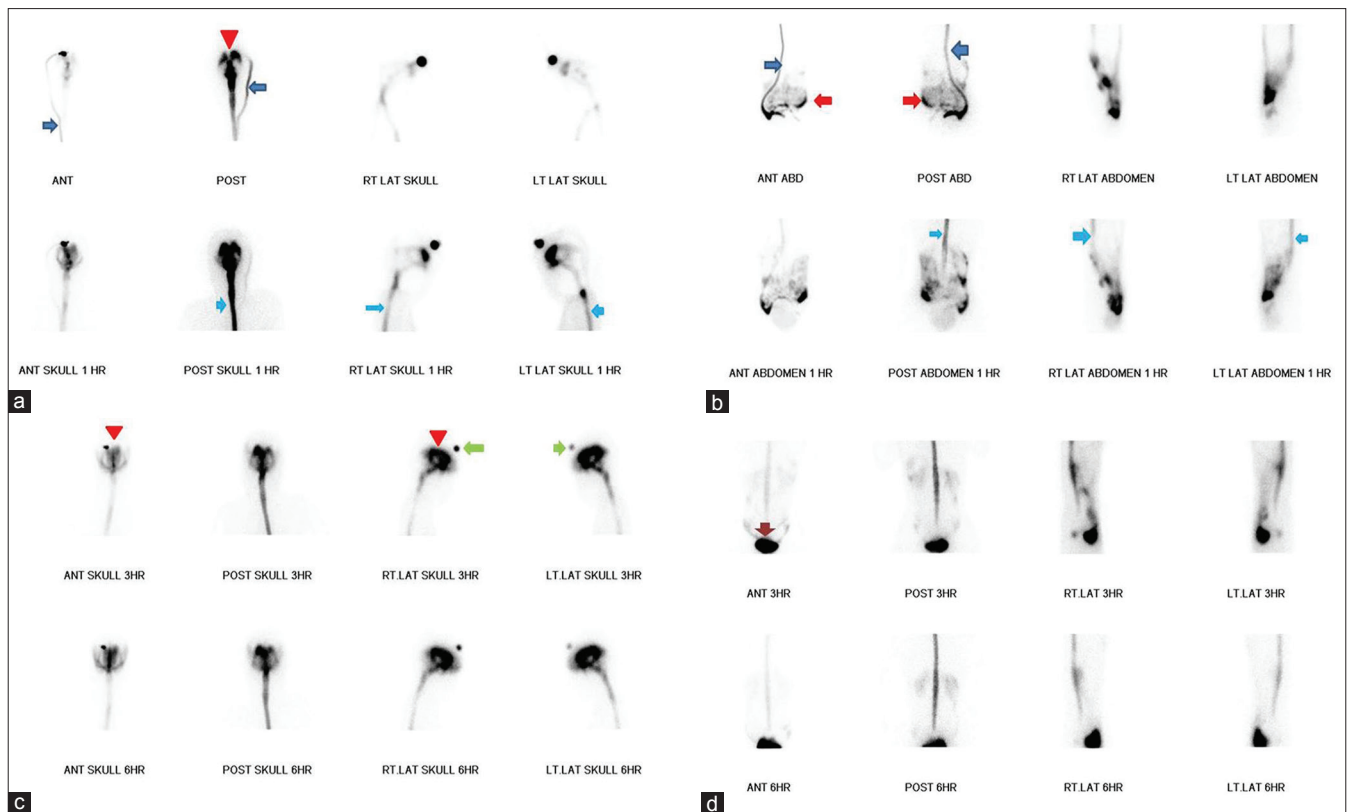 ANT POST RT LAT SKULL LT LAT SKULL
ANT SKULL 1 HR POST SKULL 1 HR RT LAT SKULL 1 HR LT LAT SKULL 1 HR
a
ANT ABD POST ABD RT LAT ABDOMEN LT LAT ABDOMEN
ANT ABDOMEN 1 HR POST ABDOMEN 1 HR RT LAT ABDOMEN 1 HR LT LAT ABDOMEN 1 HR
b
ANT SKULL 3HR POST SKULL 3HR RT.LAT SKULL 3HR LT.LAT SKULL 3HR
ANT SKULL 6HR POST SKULL 6HR RT.LAT SKULL 6HR LT.LAT SKULL 6HR
c
ANT 3HR POST 3HR RT.LAT 3HR LT.LAT 3HR
ANT 6HR POST 6HR RT.LAT 6HR LT.LAT 6HR
d